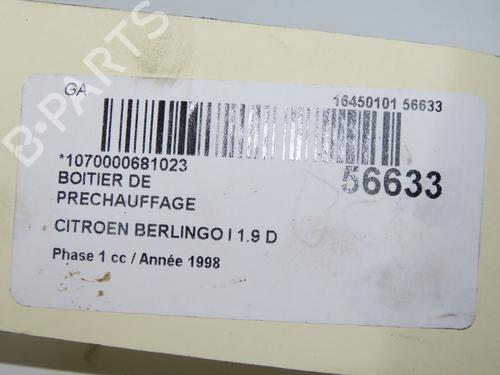 B-PARTS
GA
16450101 56633
*1070000681023
56633
BOITIER DE
PRECHAUFFAGE
CITROEN BERLINGO I 1.9 D
Phase 1 cc / Année 1998